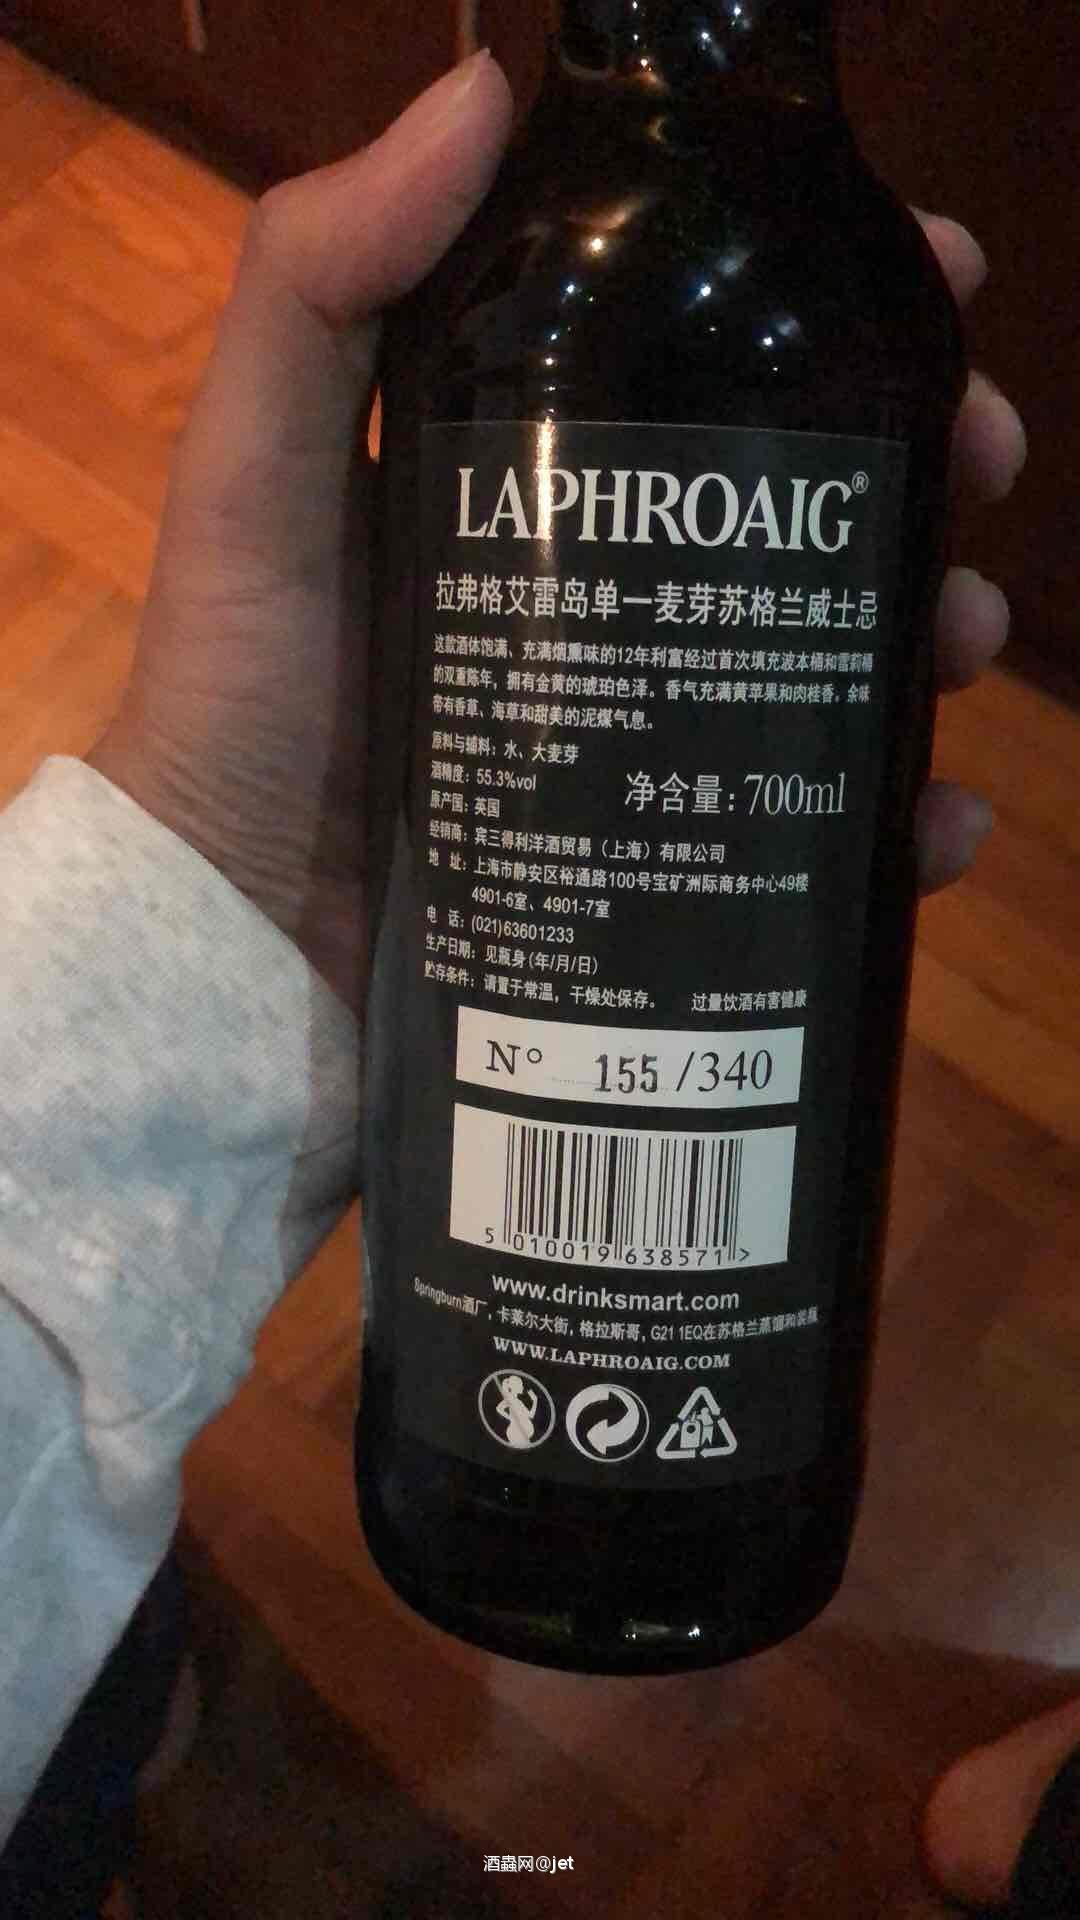 LAPHROAIG®
拉弗格艾雷岛单一麦芽苏格兰威士忌
这款酒体饱满、充满烟熏味的12年利富经过首次填充波本桶和雪莉桶
的双重陈年，拥有金黄的琥珀色泽。香气充满黄苹果和肉桂香。余味
带有香草、海草和甜美的泥煤气息。
原料与辅料：水、大麦芽
酒精度：55.3%vol
净含量：700ml
原产国：英国
经销商：宾三得利洋酒贸易（上海）有限公司
地 址：上海市静安区裕通路100号宝矿洲际商务中心49楼
4901-6室、4901-7室
电 话：(021)63601233
生产日期：见瓶身(年/月/日)
贮存条件：请置于常温，干燥处保存。 过量饮酒有害健康
N° 155 /340
5 010019 638571 >
www.drinksmart.com
Springburn酒厂，卡莱尔大街，格拉斯哥，G21 1EQ在苏格兰蒸馏和装瓶
WWW.LAPHROAIG.COM
酒蟲网@jet